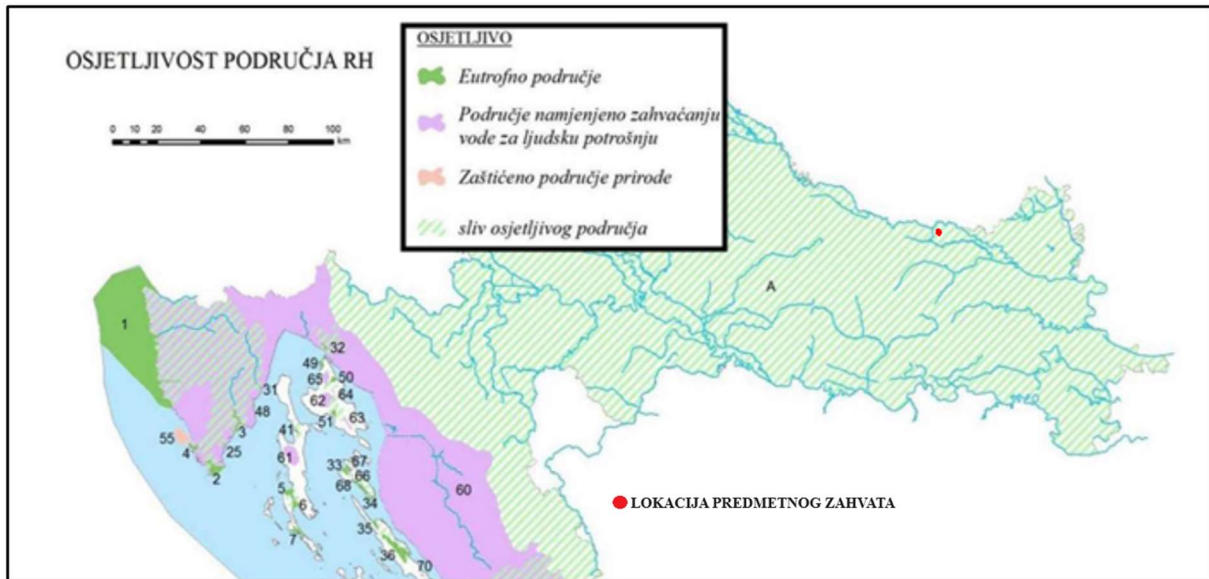 OSJETLJIVOST PODRUČJA RH
0 10 20 40 60 80 100
km
OSJETLJIVO
Eutrofno područje
Područje namjenjeno zahvaćanju
vode za ljudsku potrošnju
Zaštićeno područje prirode
sliv osjetljivog područja
A
1
32
49
65
50
31
62
64
48
51
63
55
3
41
4
25
61
2
33
67
66
5
68
60
6
34
7
35
36
70
LOKACIJA PREDMETNOG ZAHVATA